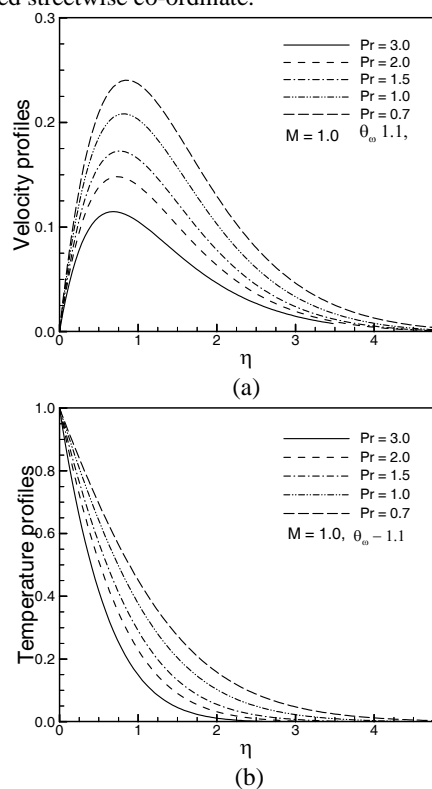 ed streetwise co-ordinate.
0.3
0.2
0.1
0.0
Velocity profiles
Pr = 3.0
Pr = 2.0
Pr = 1.5
Pr = 1.0
Pr = 0.7
M = 1.0 θω 1.1,
0 1 2 3 4
η
(a)
1.0
0.8
0.6
0.4
0.2
0.0
Temperature profiles
Pr = 3.0
Pr = 2.0
Pr = 1.5
Pr = 1.0
Pr = 0.7
M = 1.0, θω – 1.1
0 1 2 3 4
η
(b)